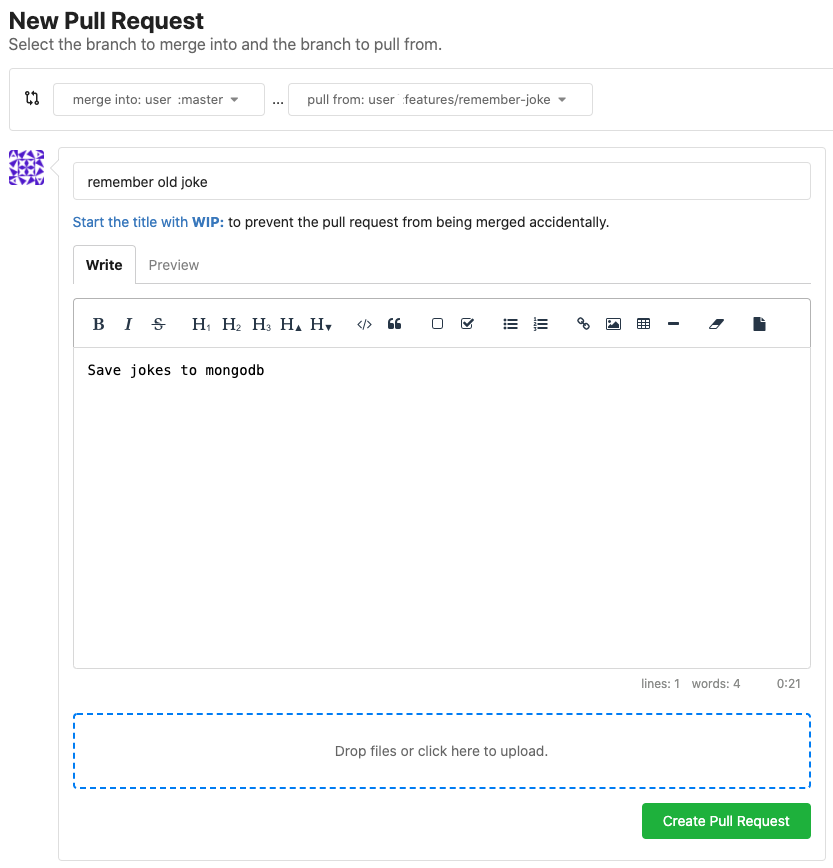 New Pull Request
Select the branch to merge into and the branch to pull from.
merge into: user :master ... pull from: user :features/remember-joke
remember old joke
Start the title with WIP: to prevent the pull request from being merged accidentally.
Write Preview
B I S H1 H2 H3 H▲ H▼ </> ❝
Save jokes to mongodb
lines: 1 words: 4 0:21
Drop files or click here to upload.
Create Pull Request